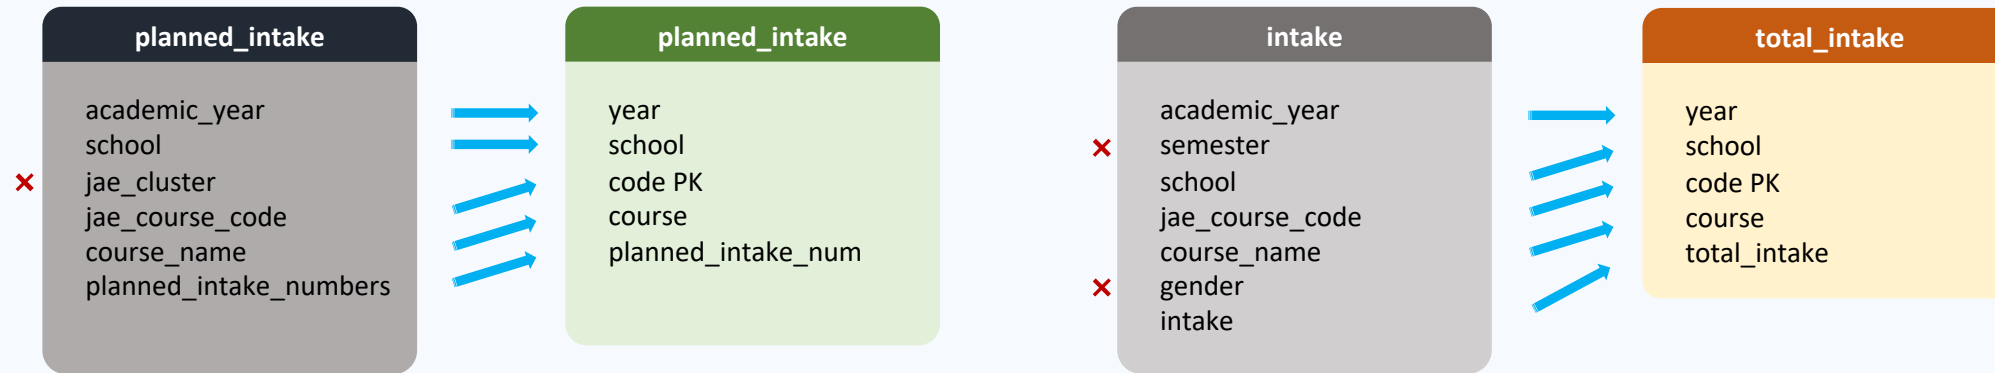 planned_intake
academic_year
school
jae_cluster
jae_course_code
course_name
planned_intake_numbers
planned_intake
year
school
code PK
course
planned_intake_num
intake
academic_year
semester
school
jae_course_code
course_name
gender
intake
total_intake
year
school
code PK
course
total_intake